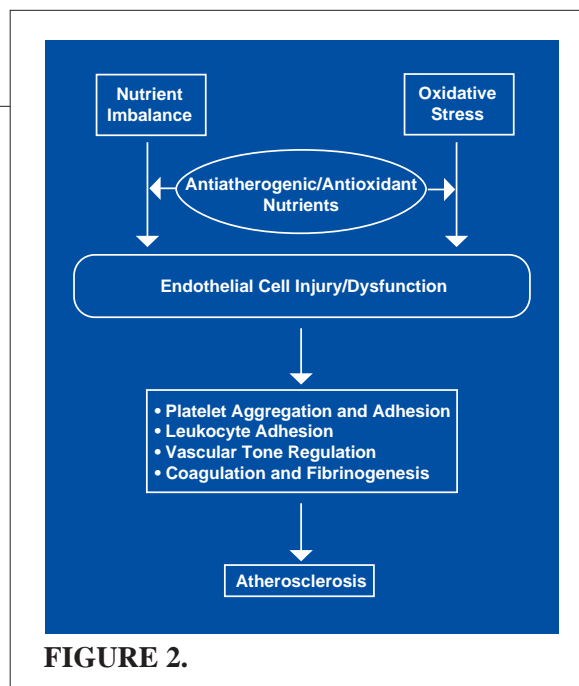 Nutrient
Imbalance
Oxidative
Stress
Antiatherogenic/Antioxidant
Nutrients
Endothelial Cell Injury/Dysfunction
• Platelet Aggregation and Adhesion
• Leukocyte Adhesion
• Vascular Tone Regulation
• Coagulation and Fibrinogenesis
Atherosclerosis
FIGURE 2.